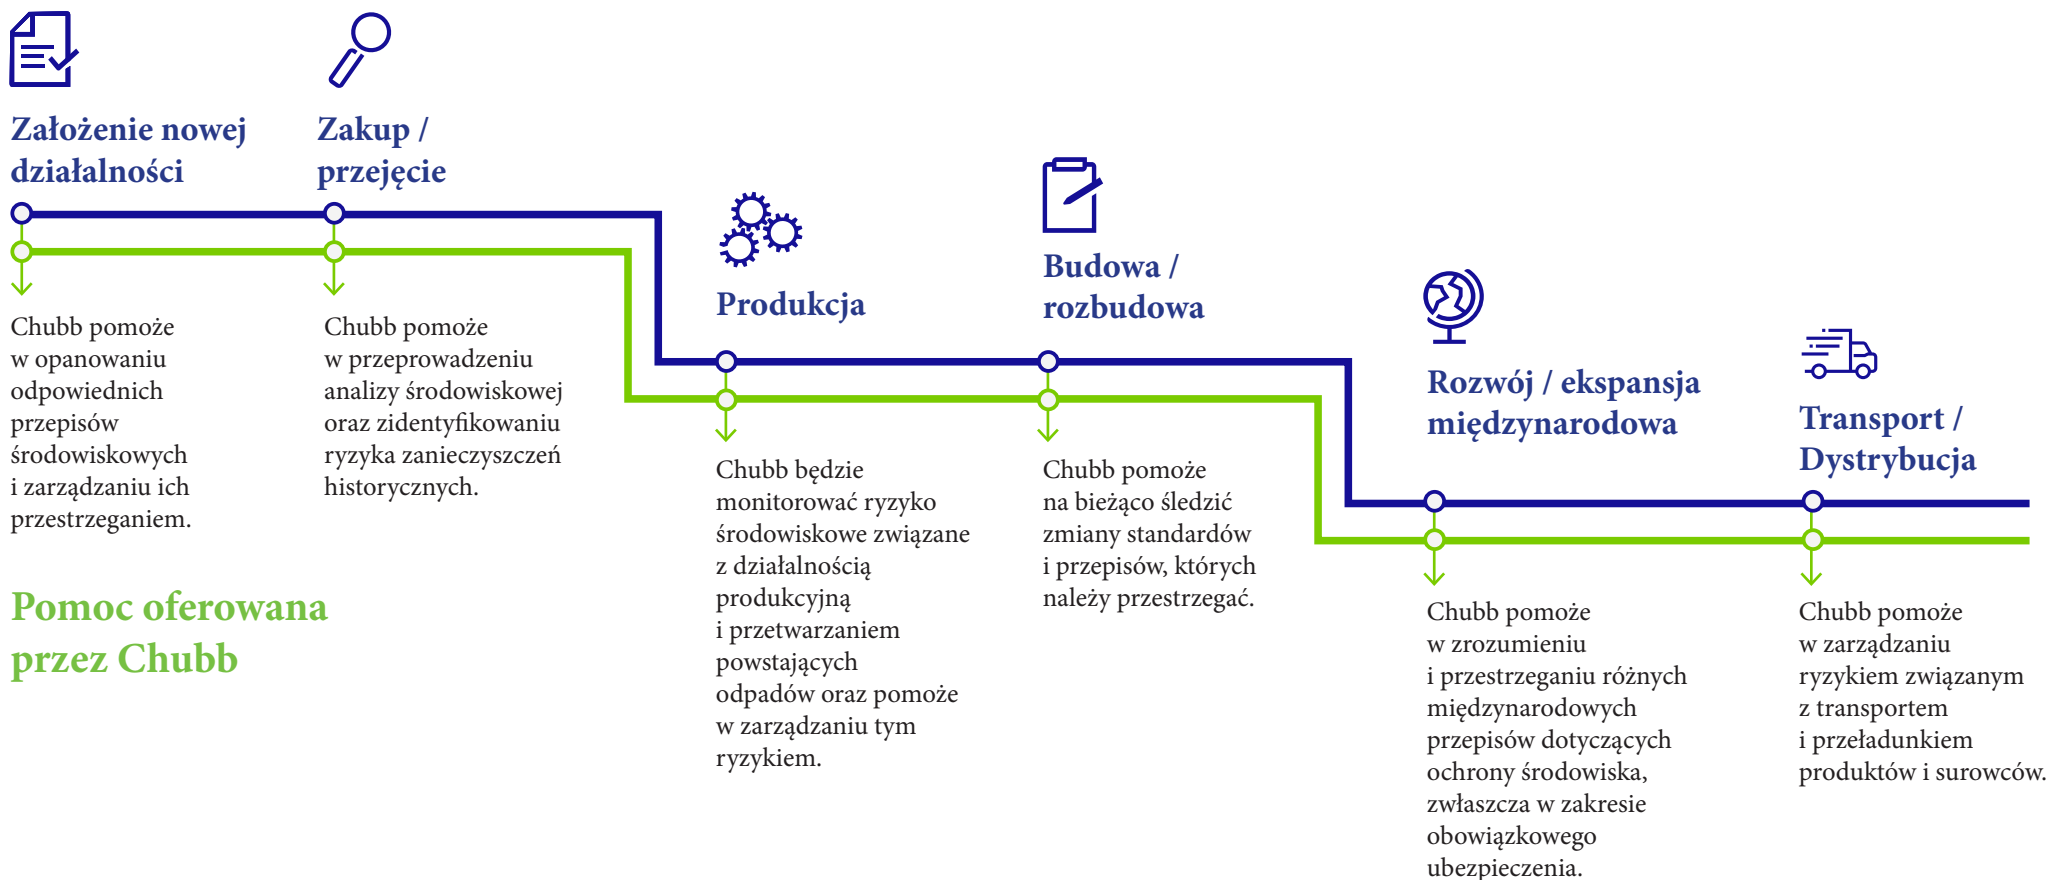 Założenie nowej
działalności
Chubb pomoże
w opanowaniu
odpowiednich
przepisów
środowiskowych
i zarządzaniu ich
przestrzeganiem.
Zakup /
przejęcie
Chubb pomoże
w przeprowadzeniu
analizy środowiskowej
oraz zidentyfikowaniu
ryzyka zanieczyszczeń
historycznych.
Produkcja
Chubb będzie
monitorować ryzyko
środowiskowe związane
z działalnością
produkcyjną
i przetwarzaniem
powstających
odpadów oraz pomoże
w zarządzaniu tym
ryzykiem.
Budowa /
rozbudowa
Chubb pomoże
na bieżąco śledzić
zmiany standardów
i przepisów, których
należy przestrzegać.
Rozwój / ekspansja
międzynarodowa
Chubb pomoże
w zrozumieniu
i przestrzeganiu różnych
międzynarodowych
przepisów dotyczących
ochrony środowiska,
zwłaszcza w zakresie
obowiązkowego
ubezpieczenia.
Transport /
Dystrybucja
Chubb pomoże
w zarządzaniu
ryzykiem związanym
z transportem
i przeładunkiem
produktów i surowców.
Pomoc oferowana
przez Chubb